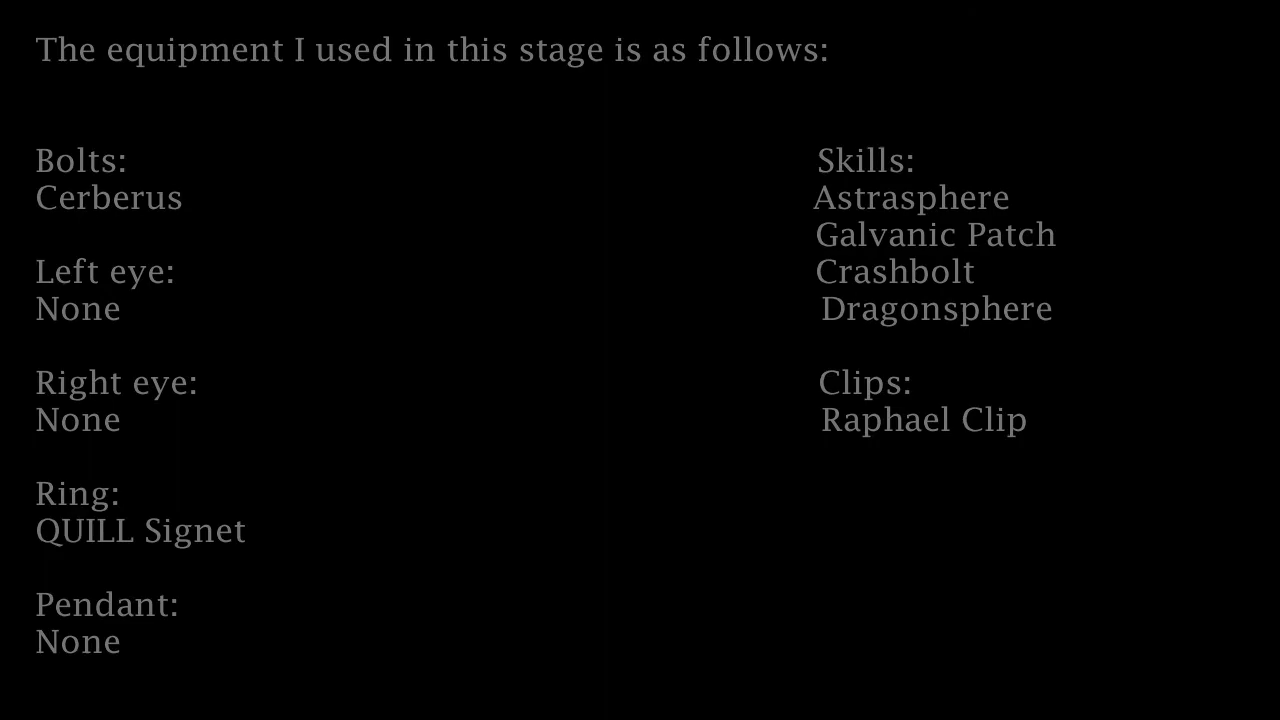 The equipment I used in this stage is as follows:
Bolts:
Cerberus
Left eye:
None
Right eye:
None
Ring:
QUILL Signet
Pendant:
None
Skills:
Astrasphere
Galvanic Patch
Crashbolt
Dragonsphere
Clips:
Raphael Clip